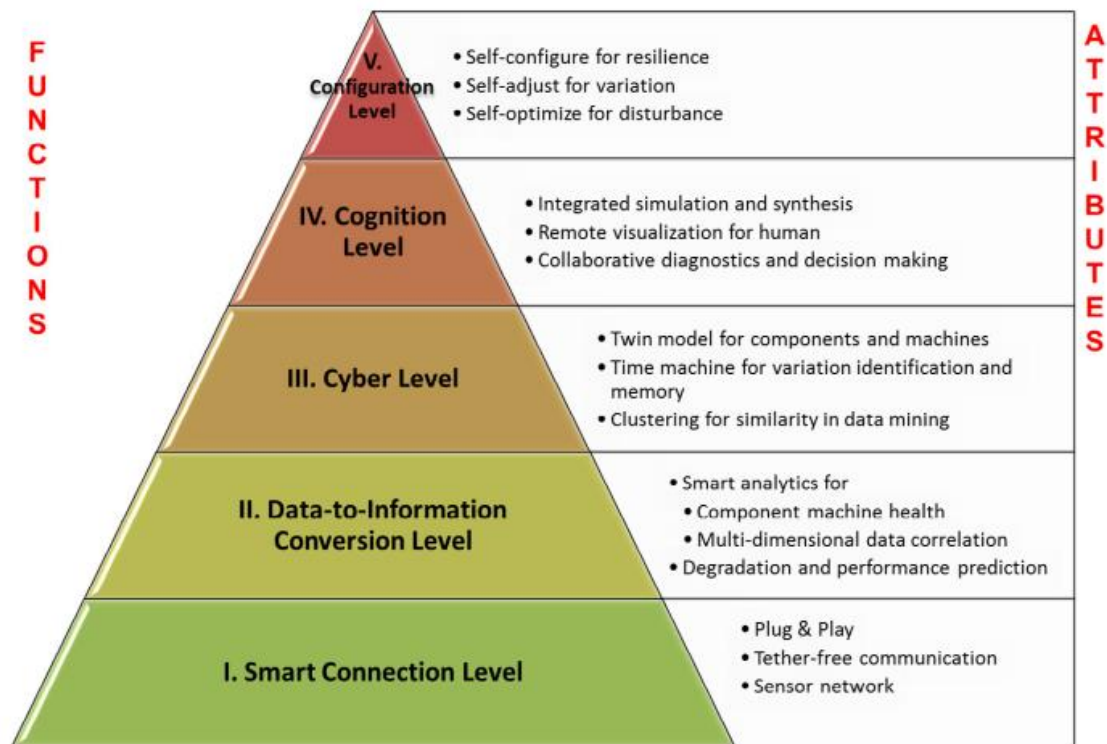 FUNCTIONS
ATTRIBUTES
V.
Configuration
Level
• Self-configure for resilience
• Self-adjust for variation
• Self-optimize for disturbance
IV. Cognition
Level
• Integrated simulation and synthesis
• Remote visualization for human
• Collaborative diagnostics and decision making
III. Cyber Level
• Twin model for components and machines
• Time machine for variation identification and
memory
• Clustering for similarity in data mining
II. Data-to-Information
Conversion Level
• Smart analytics for
• Component machine health
• Multi-dimensional data correlation
• Degradation and performance prediction
I. Smart Connection Level
• Plug & Play
• Tether-free communication
• Sensor network